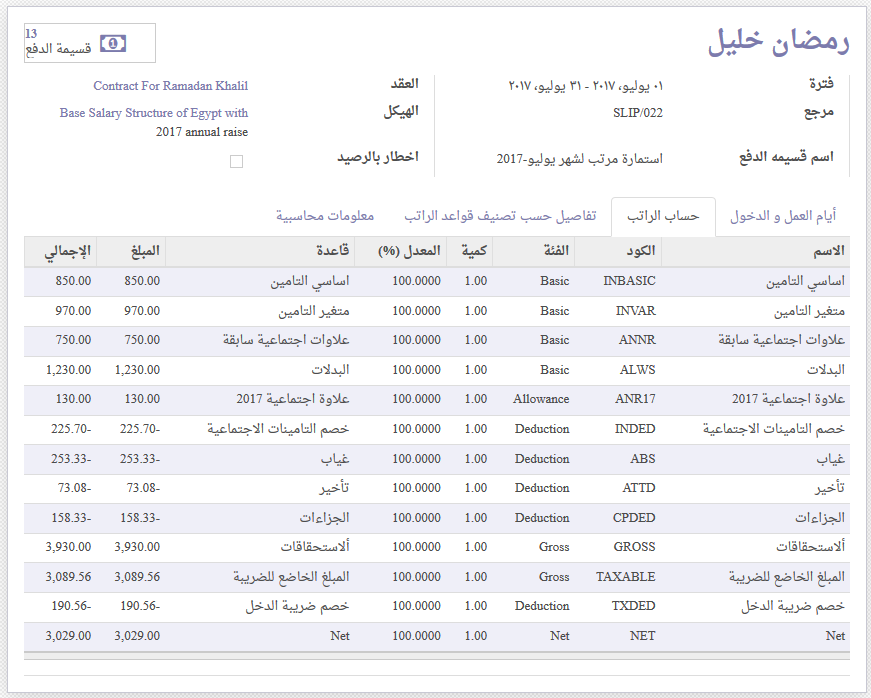 رمضان خليل
13
قسيمة الدفع
فترة ٠١ يوليو، ٢٠١٧ - ٣١ يوليو، ٢٠١٧
العقد Contract For Ramadan Khalil
مرجع SLIP/022
الهيكل Base Salary Structure of Egypt with
2017 annual raise
اسم قسيمه الدفع استمارة مرتب لشهر يوليو-2017
اخطار بالرصيد
أيام العمل و الدخول حساب الراتب تفاصيل حسب تصنيف قواعد الراتب معلومات محاسبية
الاسم الكود الفئة كمية المعدل (%) قاعدة المبلغ الإجمالي
اساسي التامين INBASIC Basic 1.00 100.0000 اساسي التامين 850.00 850.00
متغير التامين INVAR Basic 1.00 100.0000 متغير التامين 970.00 970.00
علاوات اجتماعية سابقة ANNR Basic 1.00 100.0000 علاوات اجتماعية سابقة 750.00 750.00
البدلات ALWS Basic 1.00 100.0000 البدلات 1,230.00 1,230.00
علاوة اجتماعية 2017 ANR17 Allowance 1.00 100.0000 علاوة اجتماعية 2017 130.00 130.00
خصم التامينات الاجتماعية INDED Deduction 1.00 100.0000 خصم التامينات الاجتماعية 225.70- 225.70-
غياب ABS Deduction 1.00 100.0000 غياب 253.33- 253.33-
تأخير ATTD Deduction 1.00 100.0000 تأخير 73.08- 73.08-
الجزاءات CPDED Deduction 1.00 100.0000 الجزاءات 158.33- 158.33-
ألاستحقاقات GROSS Gross 1.00 100.0000 ألاستحقاقات 3,930.00 3,930.00
المبلغ الخاضع للضريبة TAXABLE Gross 1.00 100.0000 المبلغ الخاضع للضريبة 3,089.56 3,089.56
خصم ضريبة الدخل TXDED Deduction 1.00 100.0000 خصم ضريبة الدخل 190.56- 190.56-
Net NET Net 1.00 100.0000 Net 3,029.00 3,029.00